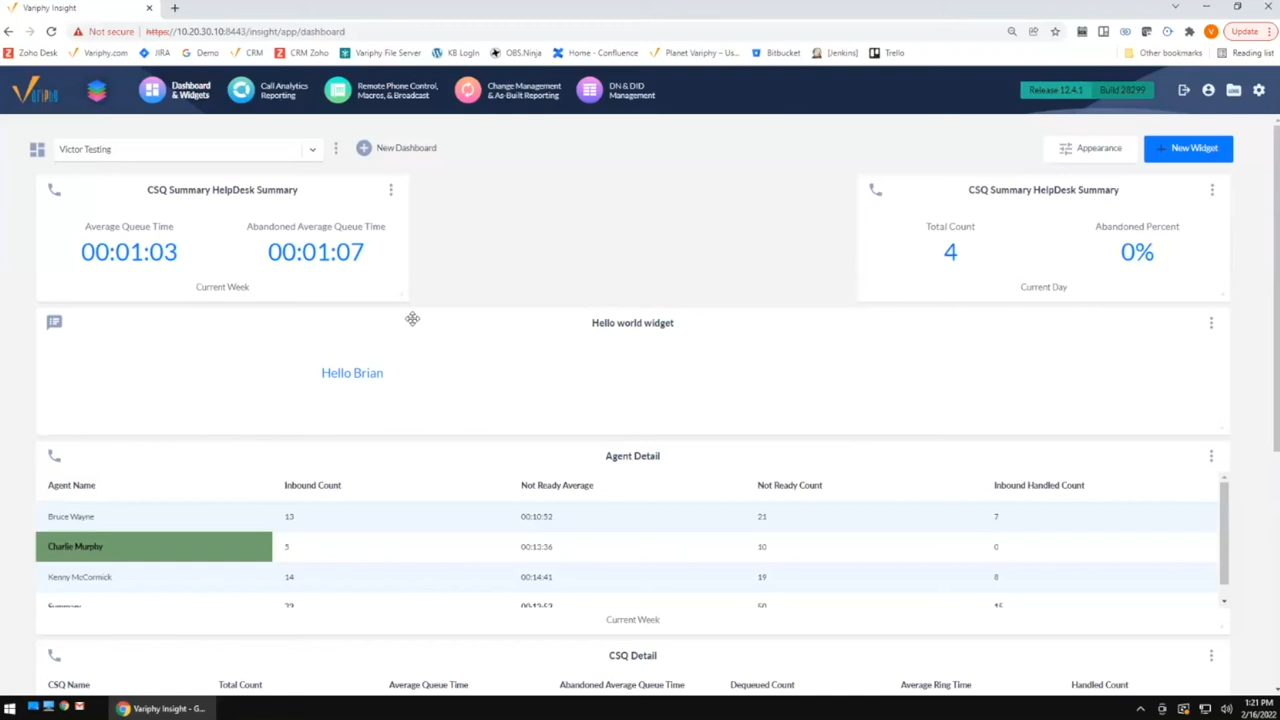 Variphy Insight
Not secure https://10.20.30.10:8443/insight/app/dashboard Update
Zoho Desk Variphy.com JIRA Demo CRM CRM Zoho Variphy File Server KB LogIn OBS.Ninja Home - Confluence Planet Variphy – Us... Bitbucket [Jenkins] Trello Other bookmarks Reading list
Variphy Dashboard & Widgets Call Analytics Reporting Remote Phone Control, Macros, & Broadcast Change Management & As-Built Reporting DN & DID Management Release 12.4.1 Build 28299
Victor Testing New Dashboard Appearance New Widget
CSQ Summary HelpDesk Summary CSQ Summary HelpDesk Summary
Average Queue Time Abandoned Average Queue Time Total Count Abandoned Percent
00:01:03 00:01:07 4 0%
Current Week Current Day
Hello world widget
Hello Brian
Agent Detail
Agent Name Inbound Count Not Ready Average Not Ready Count Inbound Handled Count
Bruce Wayne 13 00:10:52 21 7
Charlie Murphy 5 00:13:36 10 0
Kenny McCormick 14 00:14:41 19 8
Summary
Current Week
CSQ Detail
CSQ Name Total Count Average Queue Time Abandoned Average Queue Time Dequeued Count Average Ring Time Handled Count
Variphy Insight - G... 1:21 PM
2/16/2022